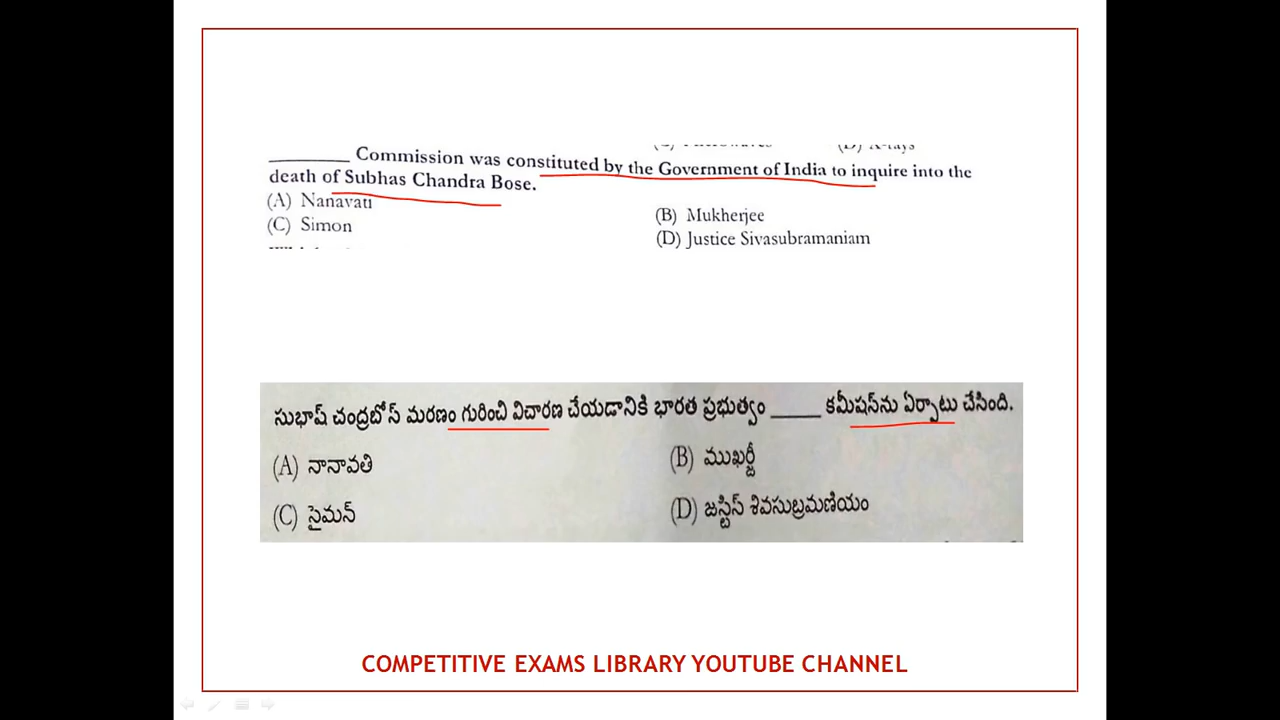 (D) X-rays
______ Commission was constituted by the Government of India to inquire into the
death of Subhas Chandra Bose.
(A) Nanavati
(B) Mukherjee
(C) Simon
(D) Justice Sivasubramaniam
సుభాష్ చంద్రబోస్ మరణం గురించి విచారణ చేయడానికి భారత ప్రభుత్వం _____ కమీషన్‌ను ఏర్పాటు చేసింది.
(A) నానావతి
(B) ముఖర్జీ
(C) సైమన్
(D) జస్టిస్ శివసుబ్రమణియం
COMPETITIVE EXAMS LIBRARY YOUTUBE CHANNEL